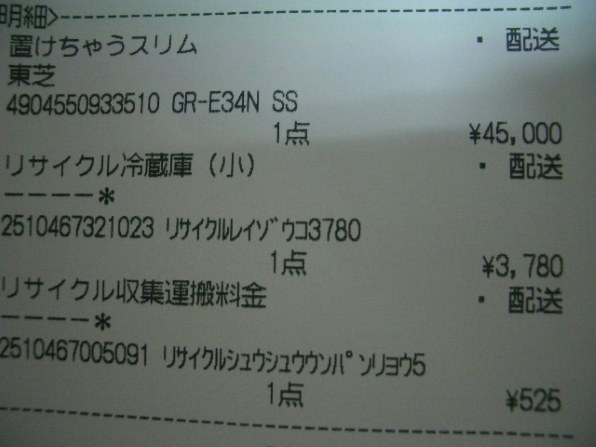 明細>
置けちゃうスリム ・ 配送
東芝
4904550933510 GR-E34N SS
1点 ¥45,000
リサイクル冷蔵庫（小） ・ 配送
ーーーー*
2510467321023 ﾘｻｲｸﾙﾚｲｿﾞｳｺ3780
1点 ¥3,780
リサイクル収集運搬料金 ・ 配送
ーーーー*
2510467005091 ﾘｻｲｸﾙｼｭｳｼｭｳｳﾝﾊﾟﾝﾘﾖｳ5
1点 ¥525